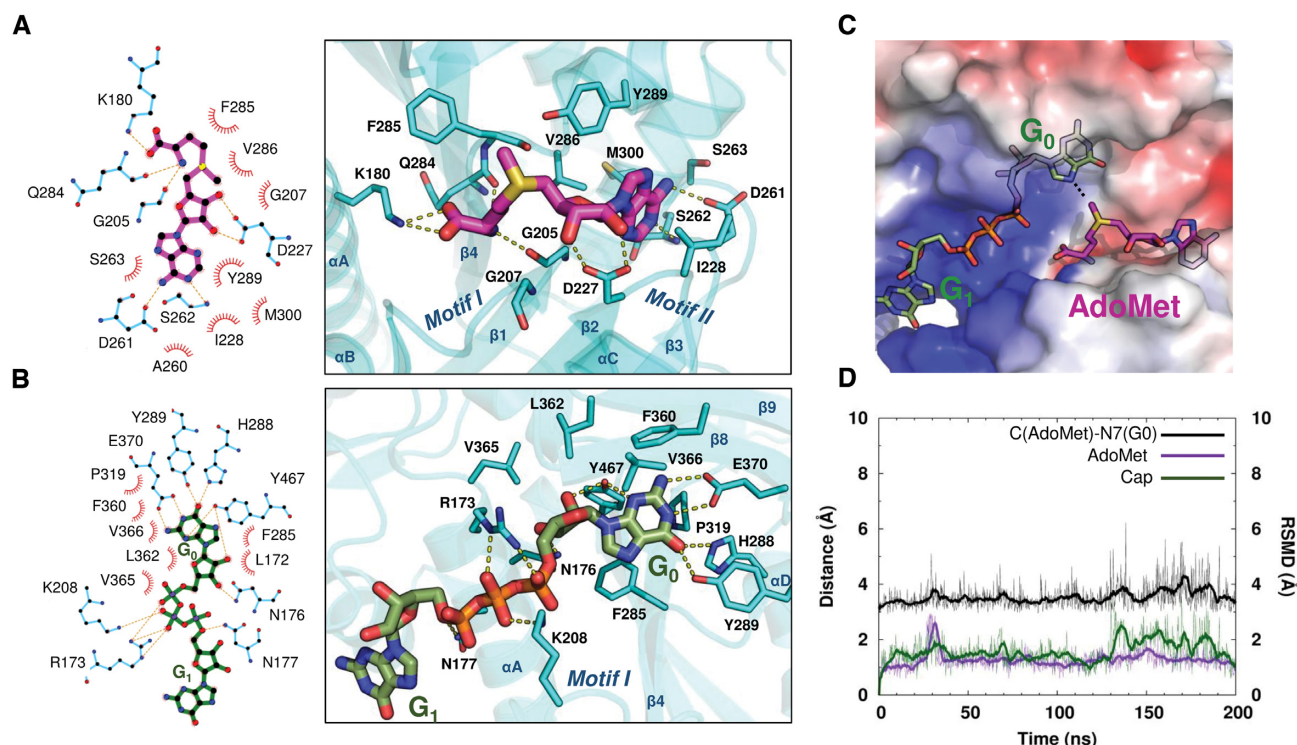 A
K180
F285
V286
Q284
G207
G205
D227
S263
Y289
S262
M300
D261
I228
A260
Y289
F285
V286
S263
Q284
M300
K180
D261
G205
S262
β4
αA
I228
G207
D227
Motif I
Motif II
β1
β2
αB
αC
β3
C
G0
G1
AdoMet
B
Y289
H288
E370
P319
Y467
F360
V366
F285
G0
L362
L172
V365
K208
N176
R173
N177
G1
L362
F360
β9
β8
V365
V366
E370
Y467
R173
P319
H288
N176
G0
αD
F285
Y289
K208
N177
αA
Motif I
G1
β4
D
10
10
C(AdoMet)-N7(G0)
AdoMet
8
8
Cap
6
6
4
4
2
2
0
0
Distance (Å)
RSMD (Å)
0
50
100
150
200
Time (ns)